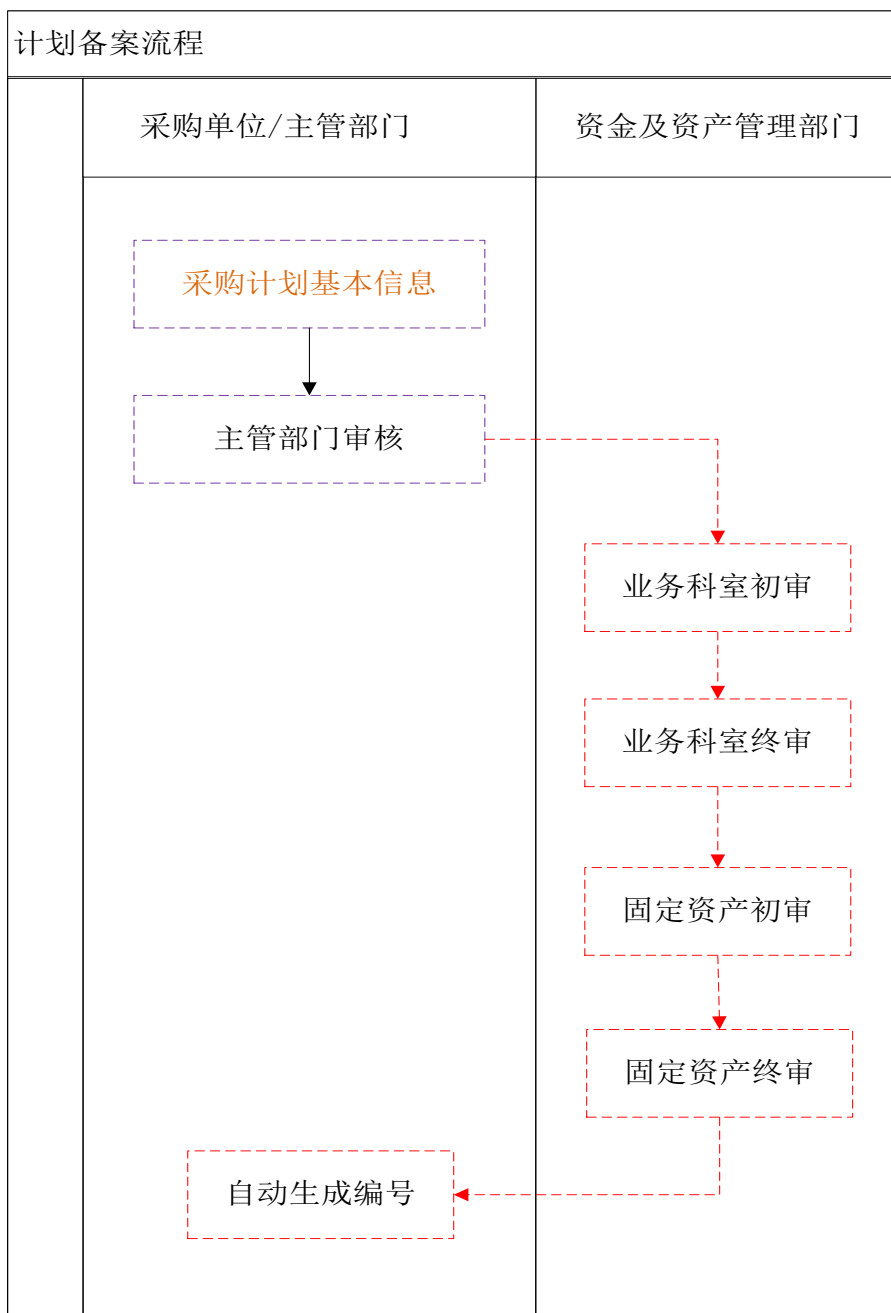 计划备案流程
采购单位/主管部门
资金及资产管理部门
采购计划基本信息
主管部门审核
业务科室初审
业务科室终审
固定资产初审
固定资产终审
自动生成编号